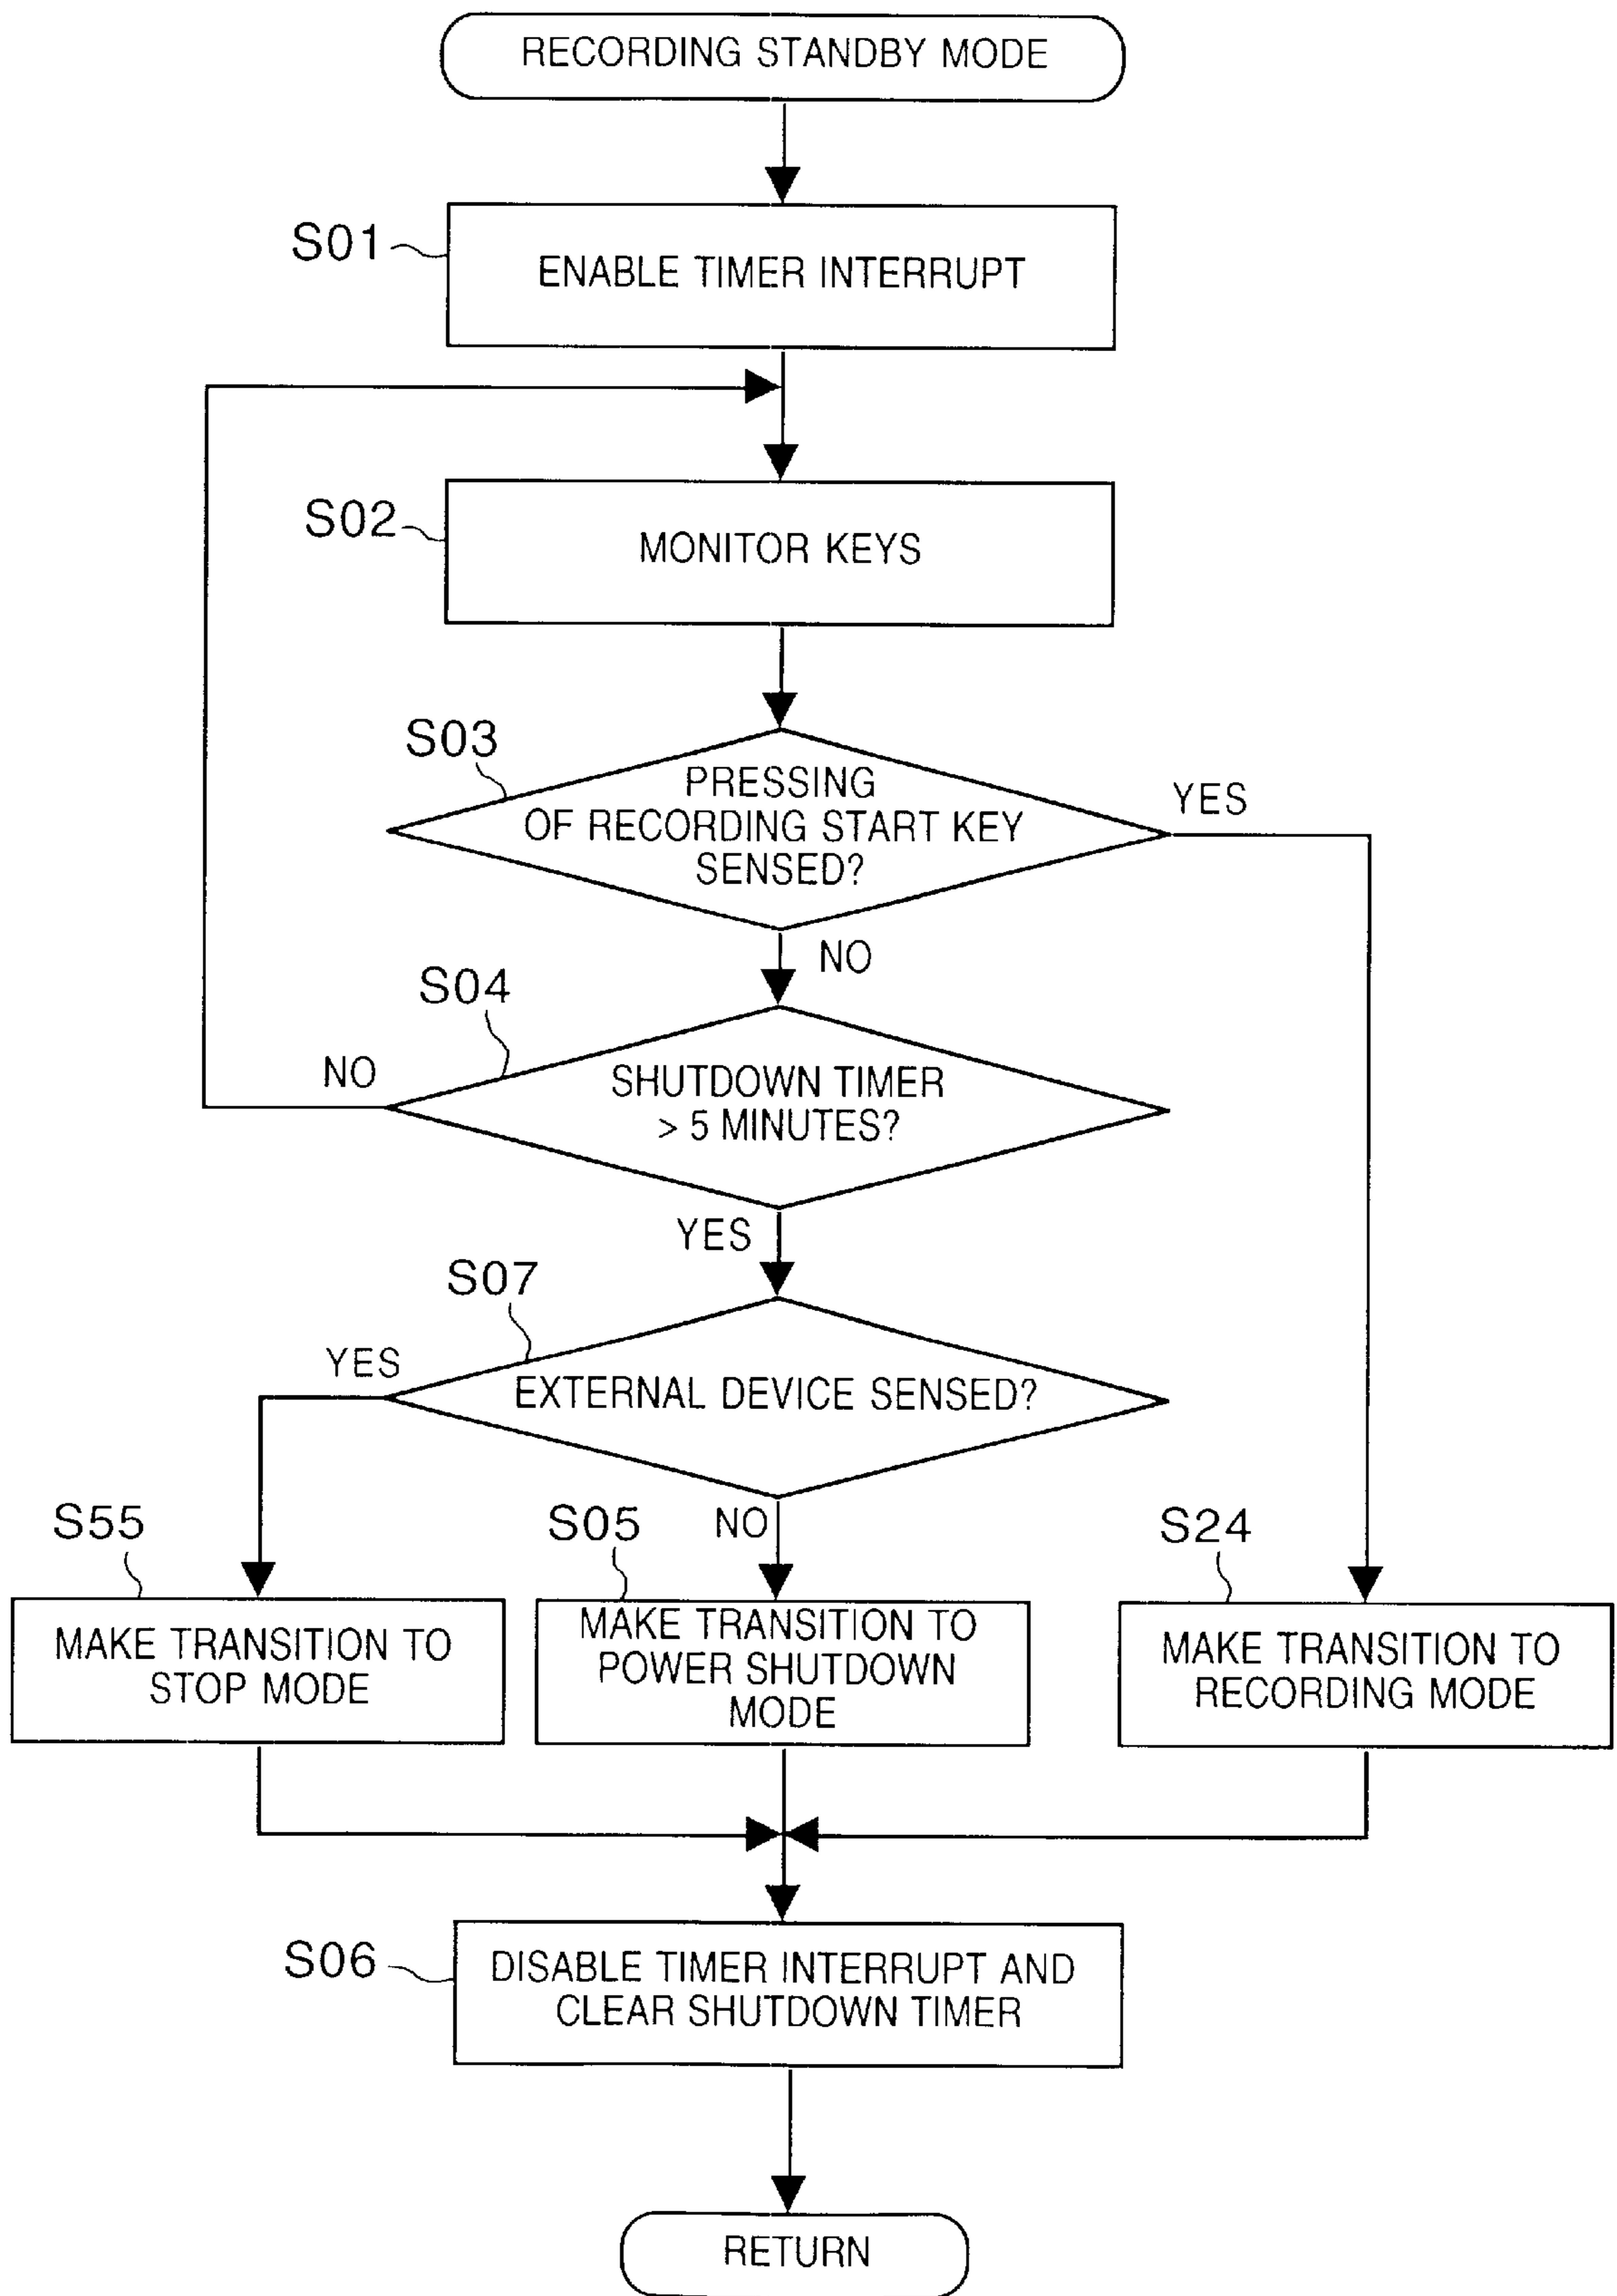 RECORDING STANDBY MODE
S01
ENABLE TIMER INTERRUPT
S02
MONITOR KEYS
S03
PRESSING
OF RECORDING START KEY
SENSED?
YES
NO
S04
SHUTDOWN TIMER
> 5 MINUTES?
NO
YES
S07
EXTERNAL DEVICE SENSED?
YES
NO
S55
MAKE TRANSITION TO
STOP MODE
S05
MAKE TRANSITION TO
POWER SHUTDOWN
MODE
S24
MAKE TRANSITION TO
RECORDING MODE
S06
DISABLE TIMER INTERRUPT AND
CLEAR SHUTDOWN TIMER
RETURN